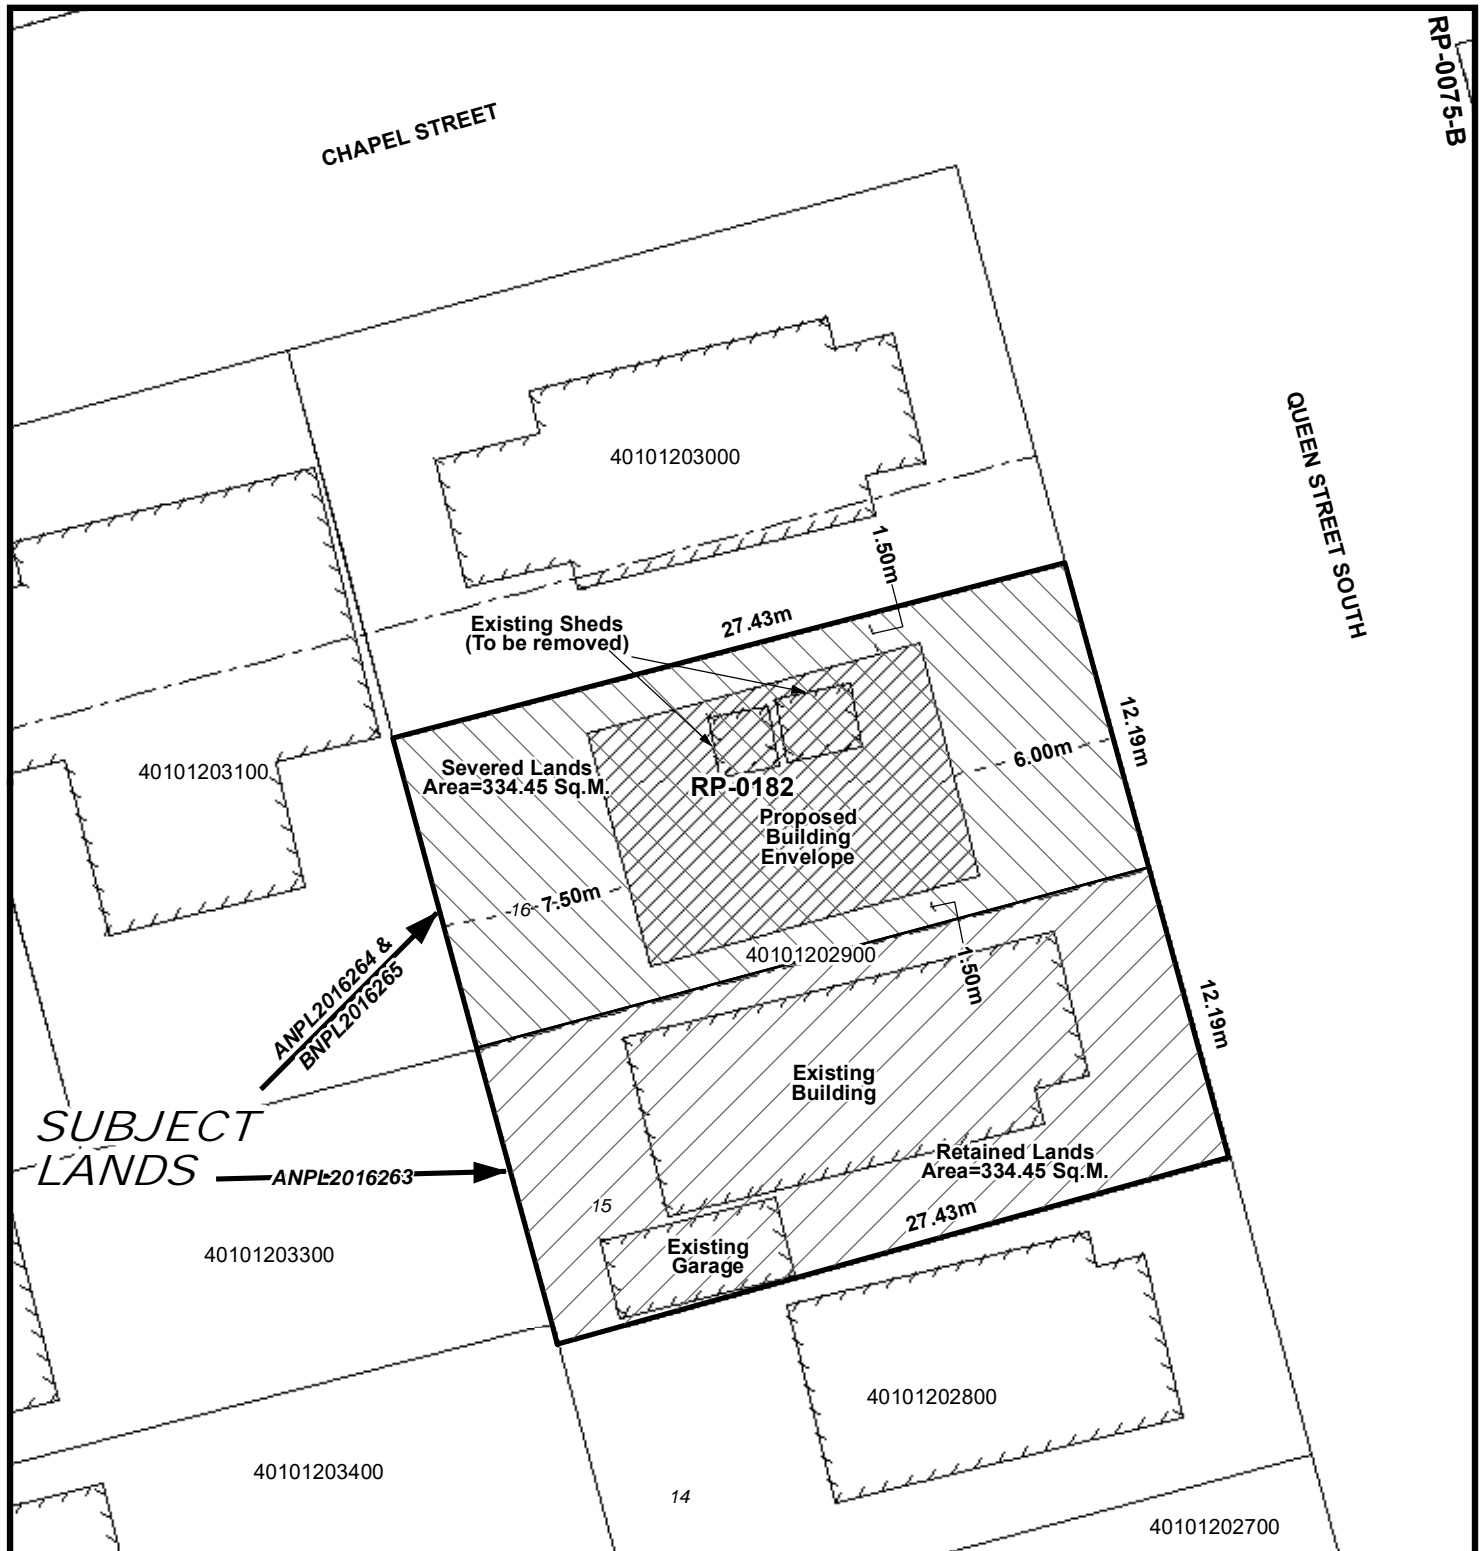 RP-0075-B
CHAPEL STREET
QUEEN STREET SOUTH
40101203000
1.50m
Existing Sheds
(To be removed)
27.43m
12.19m
6.00m
40101203100
Severed Lands
Area=334.45 Sq.M.
RP-0182
Proposed
Building
Envelope
16
7.50m
40101202900
1.50m
ANPL2016264 &
BNPL2016265
12.19m
Existing
Building
SUBJECT
LANDS
ANPL2016263
Retained Lands
Area=334.45 Sq.M.
15
27.43m
Existing
Garage
40101203300
40101202800
40101203400
14
40101202700